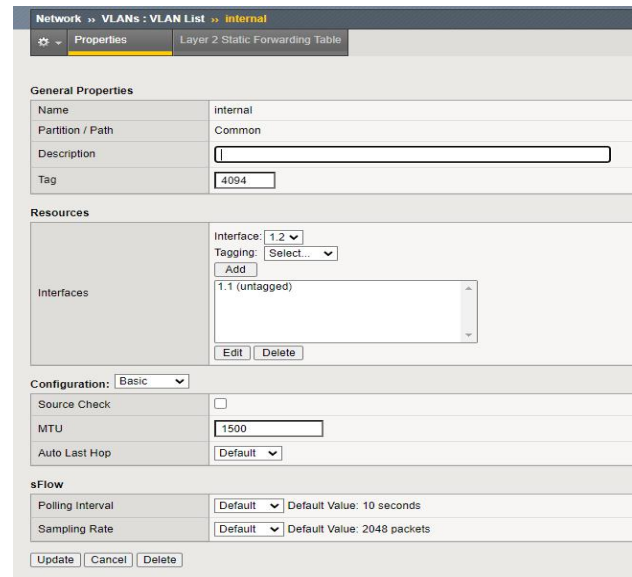 Network ›› VLANs : VLAN List ›› internal
Properties Layer 2 Static Forwarding Table
General Properties
Name internal
Partition / Path Common
Description
Tag 4094
Resources
Interface: 1.2
Tagging: Select...
Add
Interfaces 1.1 (untagged)
Edit Delete
Configuration: Basic
Source Check
MTU 1500
Auto Last Hop Default
sFlow
Polling Interval Default Default Value: 10 seconds
Sampling Rate Default Default Value: 2048 packets
Update Cancel Delete